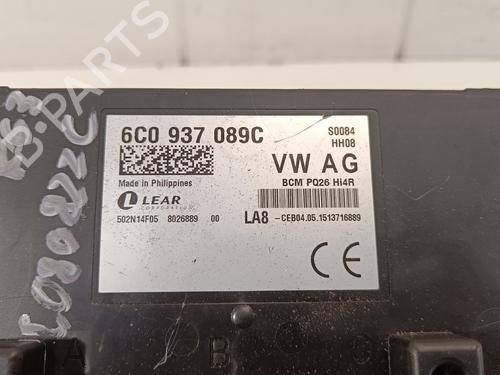 6C0 937 089C
S0084
HH08
VW AG
BCM PQ26 Hi4R
Made in Philippines
LEAR
CORPORATION
502N14F05 8026889 00
LA8 -CEB04.05.1513716889
CE
A B C
B-PARTS